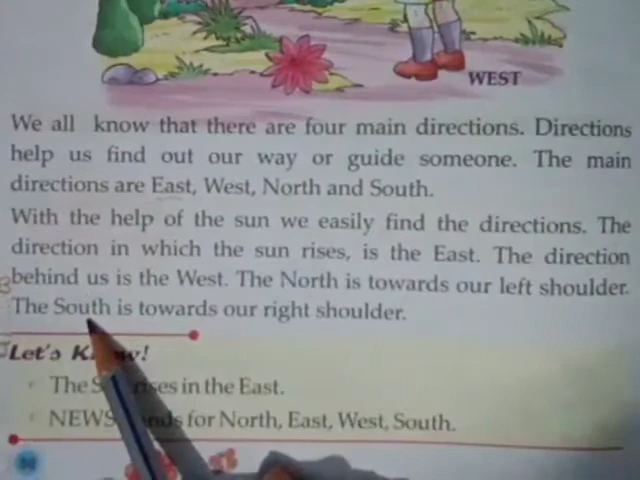 WEST
We all know that there are four main directions. Directions
help us find out our way or guide someone. The main
directions are East, West, North and South.
With the help of the sun we easily find the directions. The
direction in which the sun rises, is the East. The direction
behind us is the West. The North is towards our left shoulder.
The South is towards our right shoulder.
Let's
The in the East.
NEWS for North, East, West, South.